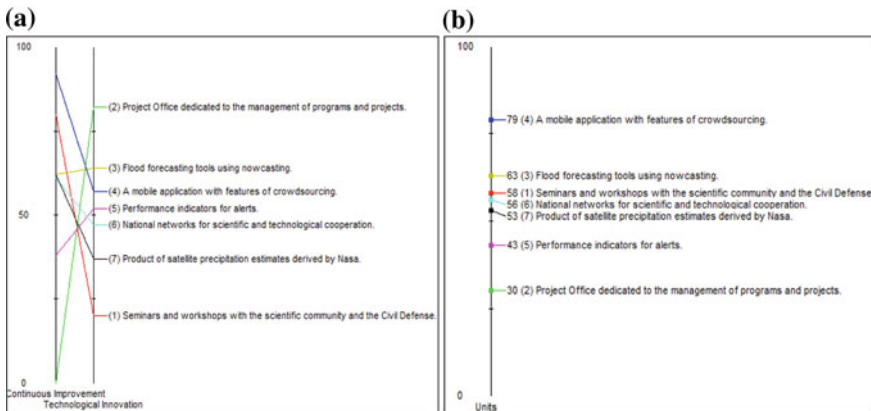 (a)
100
(2) Project Office dedicated to the management of programs and projects.
(3) Flood forecasting tools using nowcasting.
(4) A mobile application with features of crowdsourcing.
50
(5) Performance indicators for alerts.
(6) National networks for scientific and technological cooperation.
(7) Product of satellite precipitation estimates derived by Nasa.
(1) Seminars and workshops with the scientific community and the Civil Defense.
0
Continuous Improvement
Technological Innovation
(b)
100
79 (4) A mobile application with features of crowdsourcing.
63 (3) Flood forecasting tools using nowcasting.
58 (1) Seminars and workshops with the scientific community and the Civil Defense
56 (6) National networks for scientific and technological cooperation.
53 (7) Product of satellite precipitation estimates derived by Nasa.
43 (5) Performance indicators for alerts.
30 (2) Project Office dedicated to the management of programs and projects.
0
Units